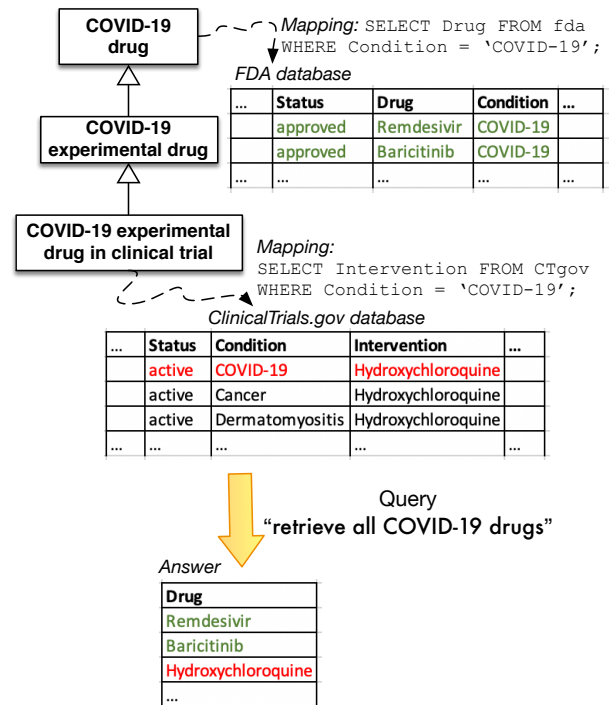 COVID-19
drug
Mapping: SELECT Drug FROM fda
WHERE Condition = ‘COVID-19’;
FDA database
... Status Drug Condition ...
approved Remdesivir COVID-19
approved Baricitinib COVID-19
... ... ... ... ...
COVID-19
experimental drug
COVID-19 experimental
drug in clinical trial
Mapping:
SELECT Intervention FROM CTgov
WHERE Condition = ‘COVID-19’;
ClinicalTrials.gov database
... Status Condition Intervention ...
active COVID-19 Hydroxychloroquine
active Cancer Hydroxychloroquine
active Dermatomyositis Hydroxychloroquine
... ... ... ... ...
Query
“retrieve all COVID-19 drugs”
Answer
Drug
Remdesivir
Baricitinib
Hydroxychloroquine
...